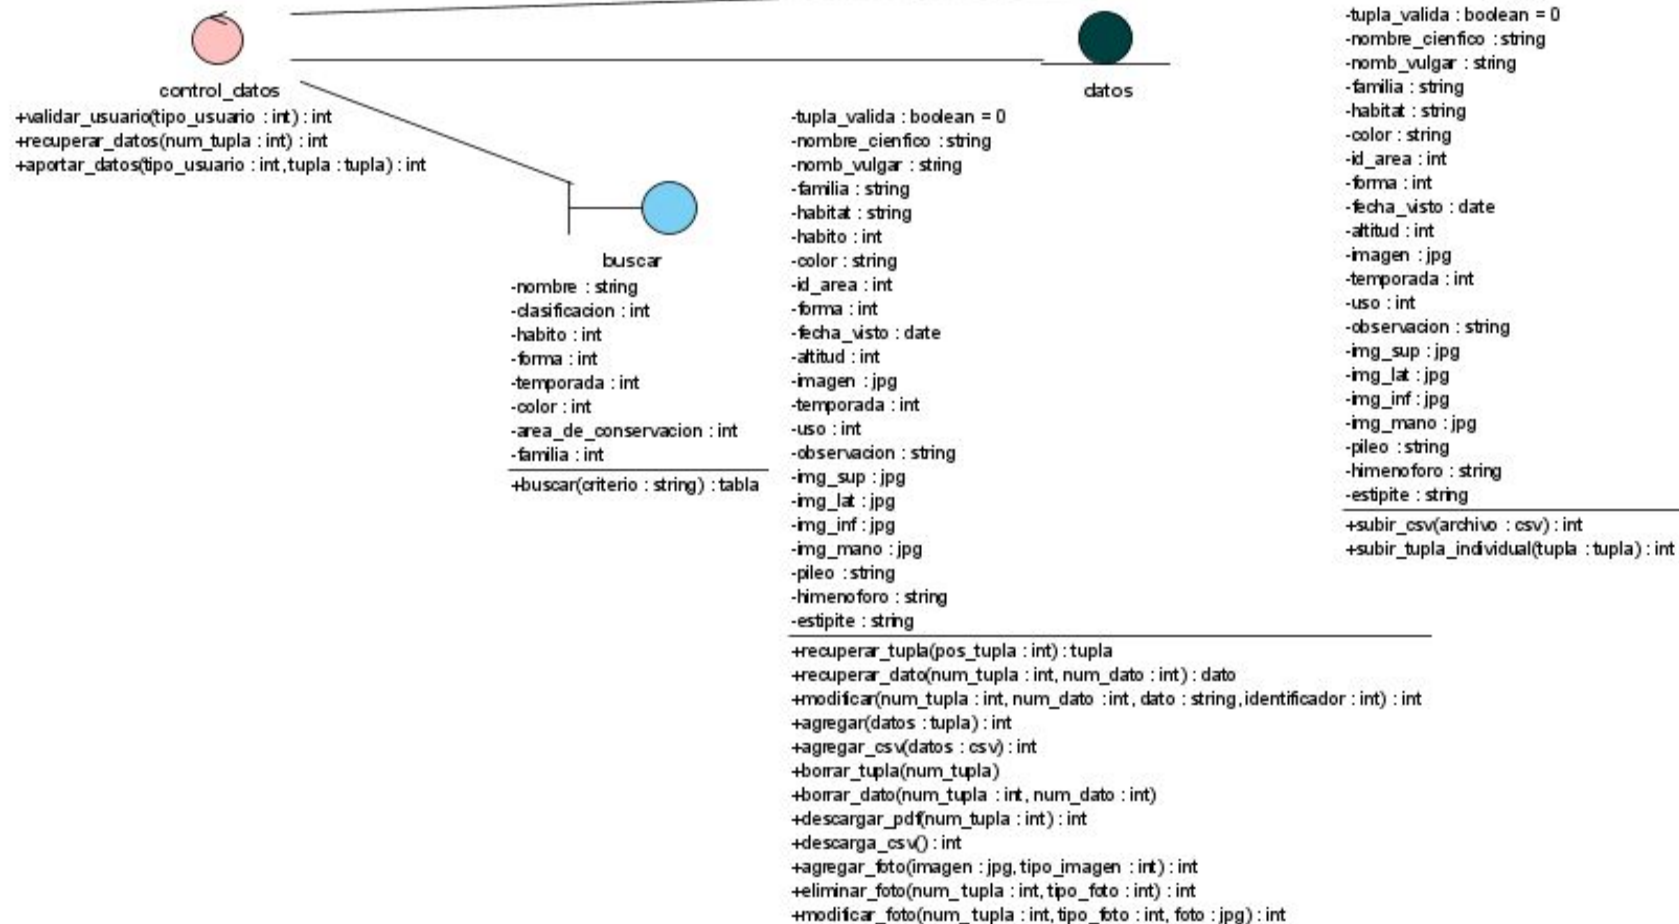 control_datos
+validar_usuario(tipo_usuario : int) : int
+recuperar_datos(num_tupla : int) : int
+aportar_datos(tipo_usuario : int, tupla : tupla) : int
buscar
-nombre : string
-clasificacion : int
-habito : int
-forma : int
-temporada : int
-color : int
-area_de_conservacion : int
-familia : int
+buscar(criterio : string) : tabla
datos
-tupla_valida : boolean = 0
-nombre_cienfico : string
-nomb_vulgar : string
-familia : string
-habitat : string
-habito : int
-color : string
-id_area : int
-forma : int
-fecha_visto : date
-altitud : int
-imagen : jpg
-temporada : int
-uso : int
-observacion : string
-img_sup : jpg
-img_lat : jpg
-img_inf : jpg
-img_mano : jpg
-pileo : string
-himenoforo : string
-estipite : string
+recuperar_tupla(pos_tupla : int) : tupla
+recuperar_dato(num_tupla : int, num_dato : int) : dato
+modificar(num_tupla : int, num_dato : int, dato : string, identificador : int) : int
+agregar(datos : tupla) : int
+agregar_csv(datos : csv) : int
+borrar_tupla(num_tupla)
+borrar_dato(num_tupla : int, num_dato : int)
+descargar_pdf(num_tupla : int) : int
+descarga_csv() : int
+agregar_foto(imagen : jpg, tipo_imagen : int) : int
+eliminar_foto(num_tupla : int, tipo_foto : int) : int
+modificar_foto(num_tupla : int, tipo_foto : int, foto : jpg) : int
-tupla_valida : boolean = 0
-nombre_cienfico : string
-nomb_vulgar : string
-familia : string
-habitat : string
-color : string
-id_area : int
-forma : int
-fecha_visto : date
-altitud : int
-imagen : jpg
-temporada : int
-uso : int
-observacion : string
-img_sup : jpg
-img_lat : jpg
-img_inf : jpg
-img_mano : jpg
-pileo : string
-himenoforo : string
-estipite : string
+subir_csv(archivo : csv) : int
+subir_tupla_individual(tupla : tupla) : int